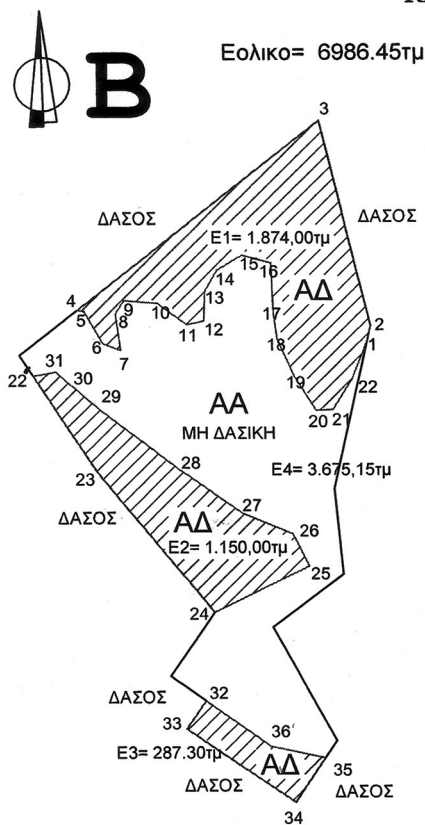 Β
Εολικο= 6986.45τμ
3
ΔΑΣΟΣ
ΔΑΣΟΣ
Ε1= 1.874,00τμ
15
16
14
ΑΔ
13
4
5
9
10
8
11
12
17
2
1
6
7
18
31
22
30
19
22
29
ΑΑ
20
21
ΜΗ ΔΑΣΙΚΗ
28
Ε4= 3.675,15τμ
23
27
ΔΑΣΟΣ
ΑΔ
26
Ε2= 1.150,00τμ
25
24
ΔΑΣΟΣ
32
33
36'
Ε3= 287.30τμ
ΑΔ
35
ΔΑΣΟΣ
ΔΑΣΟΣ
34